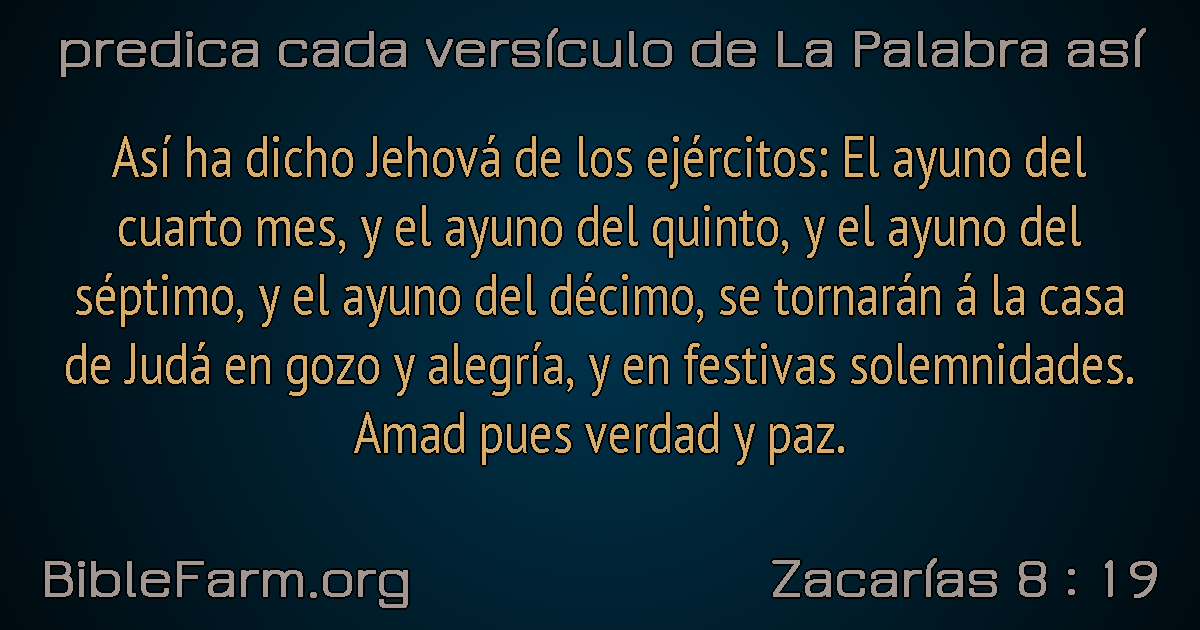 predica cada versículo de La Palabra así
Así ha dicho Jehová de los ejércitos: El ayuno del
cuarto mes, y el ayuno del quinto, y el ayuno del
séptimo, y el ayuno del décimo, se tornarán á la casa
de Judá en gozo y alegría, y en festivas solemnidades.
Amad pues verdad y paz.
BibleFarm.org
Zacarías 8 : 19